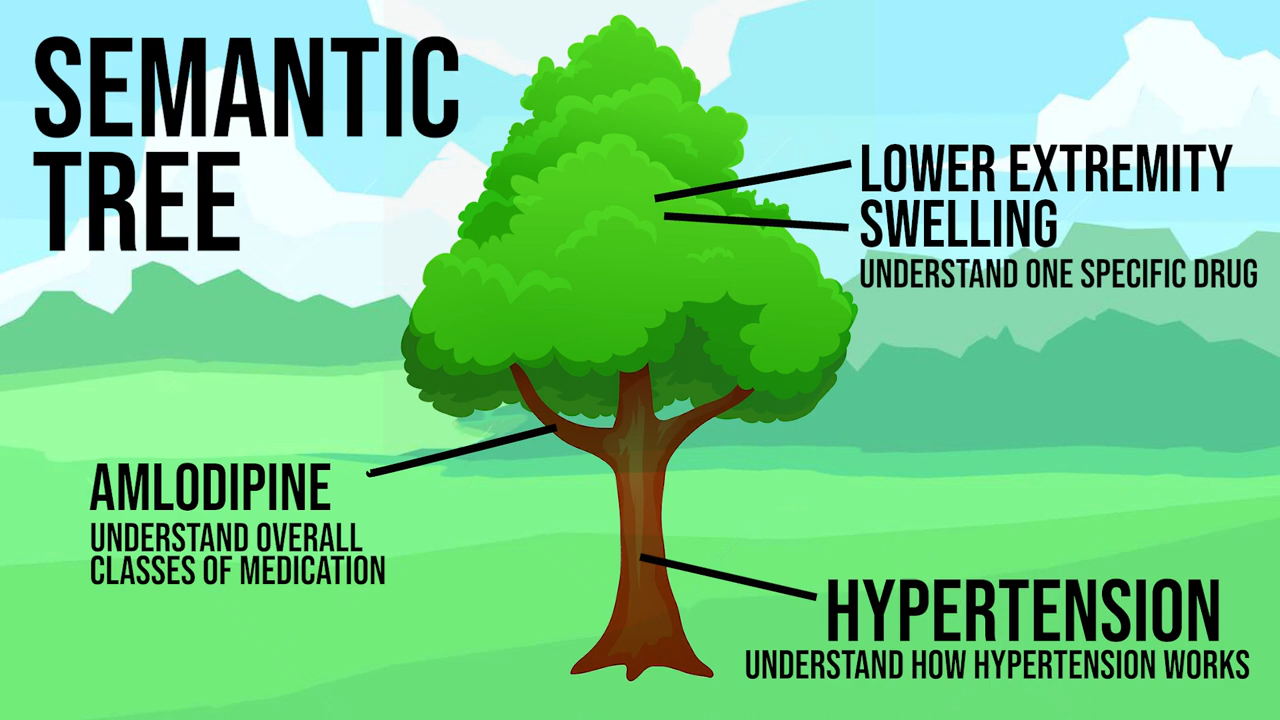 SEMANTIC
TREE
LOWER EXTREMITY
SWELLING
UNDERSTAND ONE SPECIFIC DRUG
AMLODIPINE
UNDERSTAND OVERALL
CLASSES OF MEDICATION
HYPERTENSION
UNDERSTAND HOW HYPERTENSION WORKS